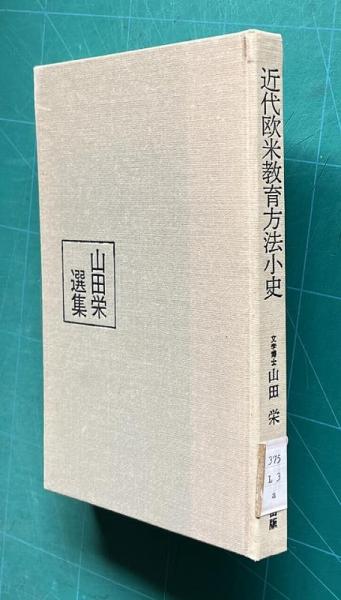 近代欧米教育方法小史
文学博士 山田 栄
375
L 3
a
出版
山田栄
選集